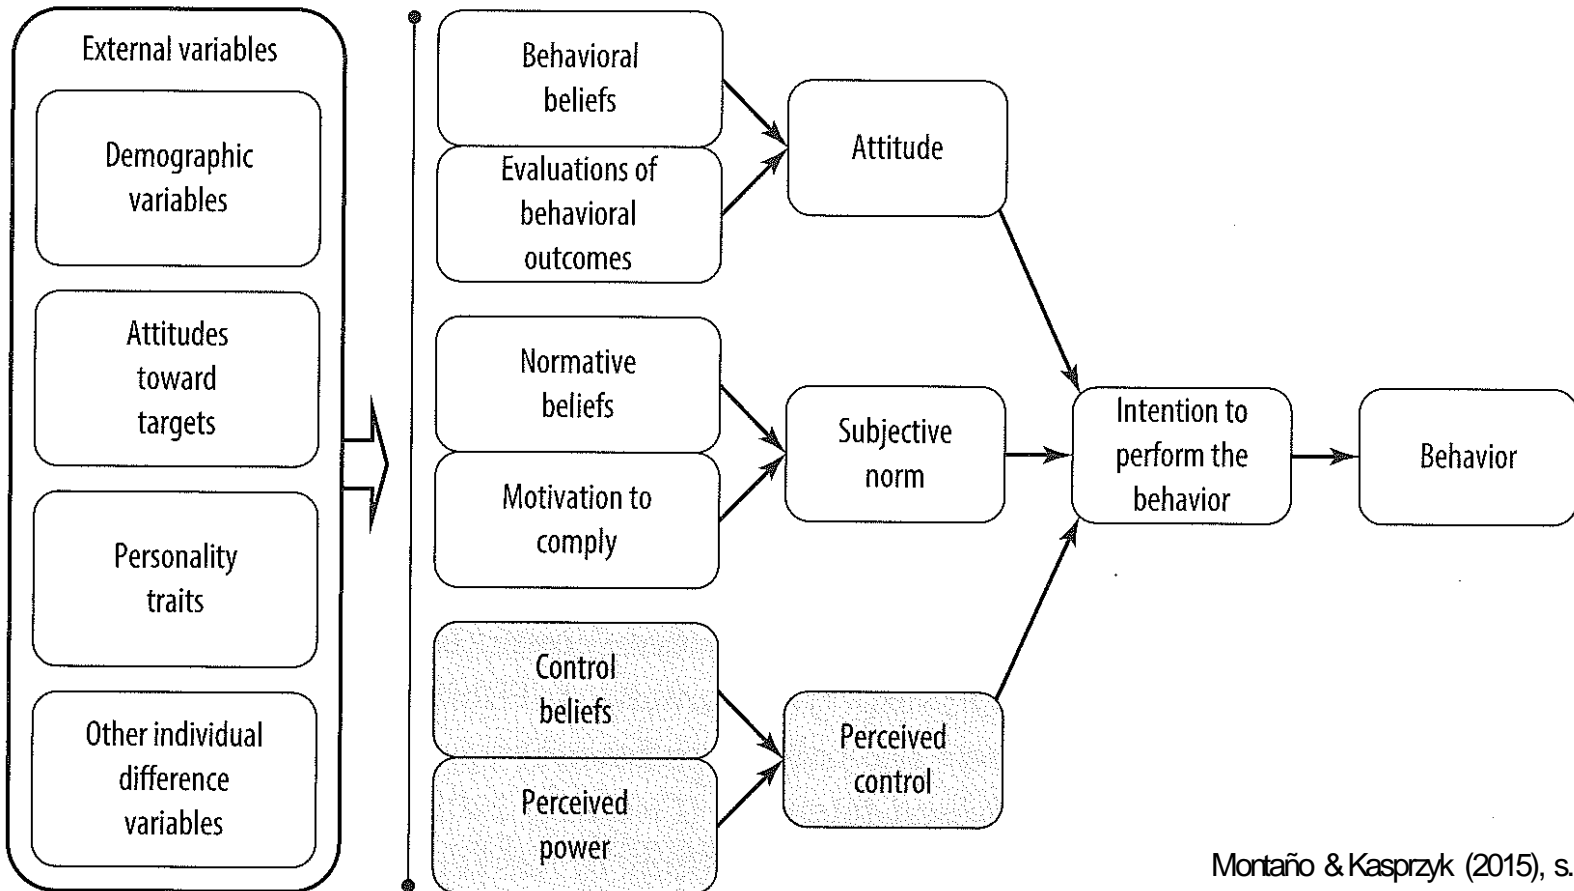 External variables
Demographic
variables
Attitudes
toward
targets
Personality
traits
Other individual
difference
variables
Behavioral
beliefs
Evaluations of
behavioral
outcomes
Normative
beliefs
Motivation to
comply
Control
beliefs
Perceived
power
Attitude
Subjective
norm
Perceived
control
Intention to
perform the
behavior
Behavior
Montaño & Kasprzyk (2015), s.